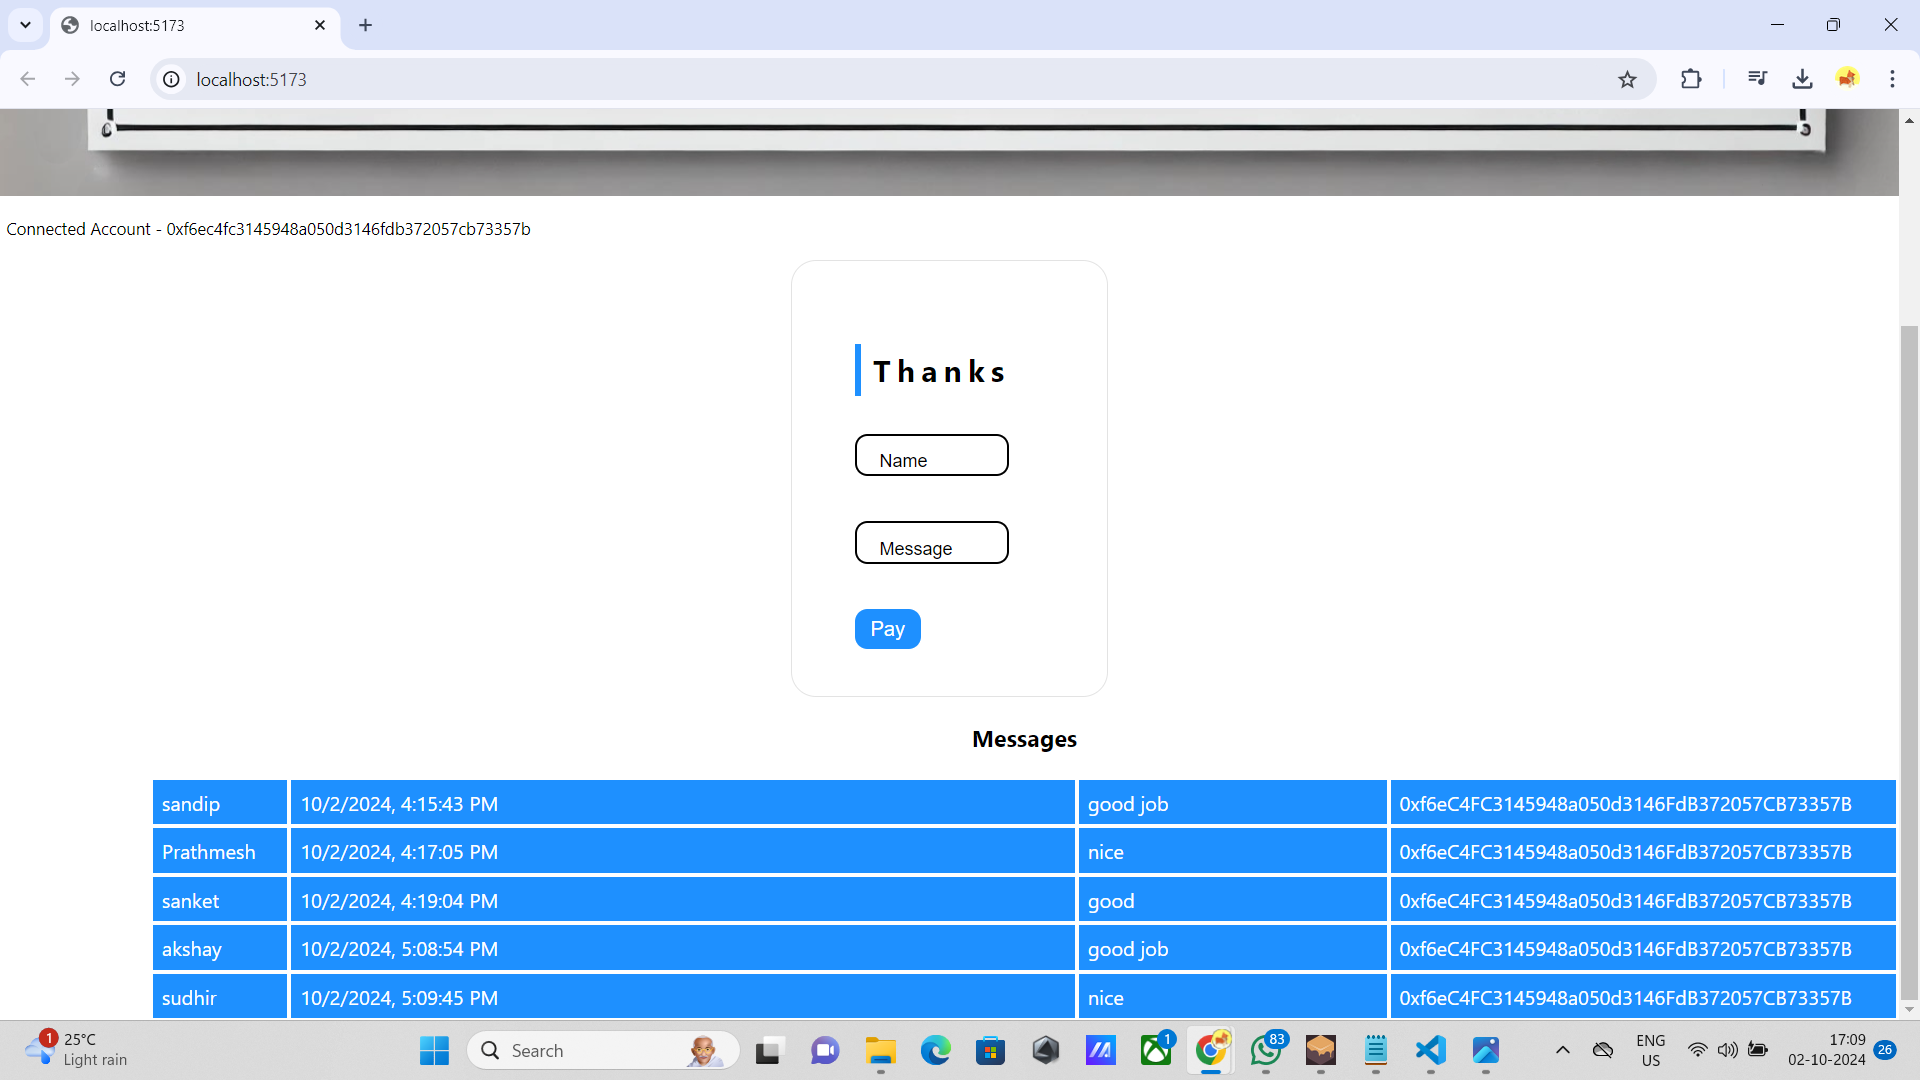 localhost:5173
localhost:5173
Connected Account - 0xf6ec4fc3145948a050d3146fdb372057cb73357b
Thanks
Name
Message
Pay
Messages
sandip 10/2/2024, 4:15:43 PM good job 0xf6eC4FC3145948a050d3146FdB372057CB73357B
Prathmesh 10/2/2024, 4:17:05 PM nice 0xf6eC4FC3145948a050d3146FdB372057CB73357B
sanket 10/2/2024, 4:19:04 PM good 0xf6eC4FC3145948a050d3146FdB372057CB73357B
akshay 10/2/2024, 5:08:54 PM good job 0xf6eC4FC3145948a050d3146FdB372057CB73357B
sudhir 10/2/2024, 5:09:45 PM nice 0xf6eC4FC3145948a050d3146FdB372057CB73357B
1 25°C
Light rain
Search
1
83
ENG
US
17:09
02-10-2024
26